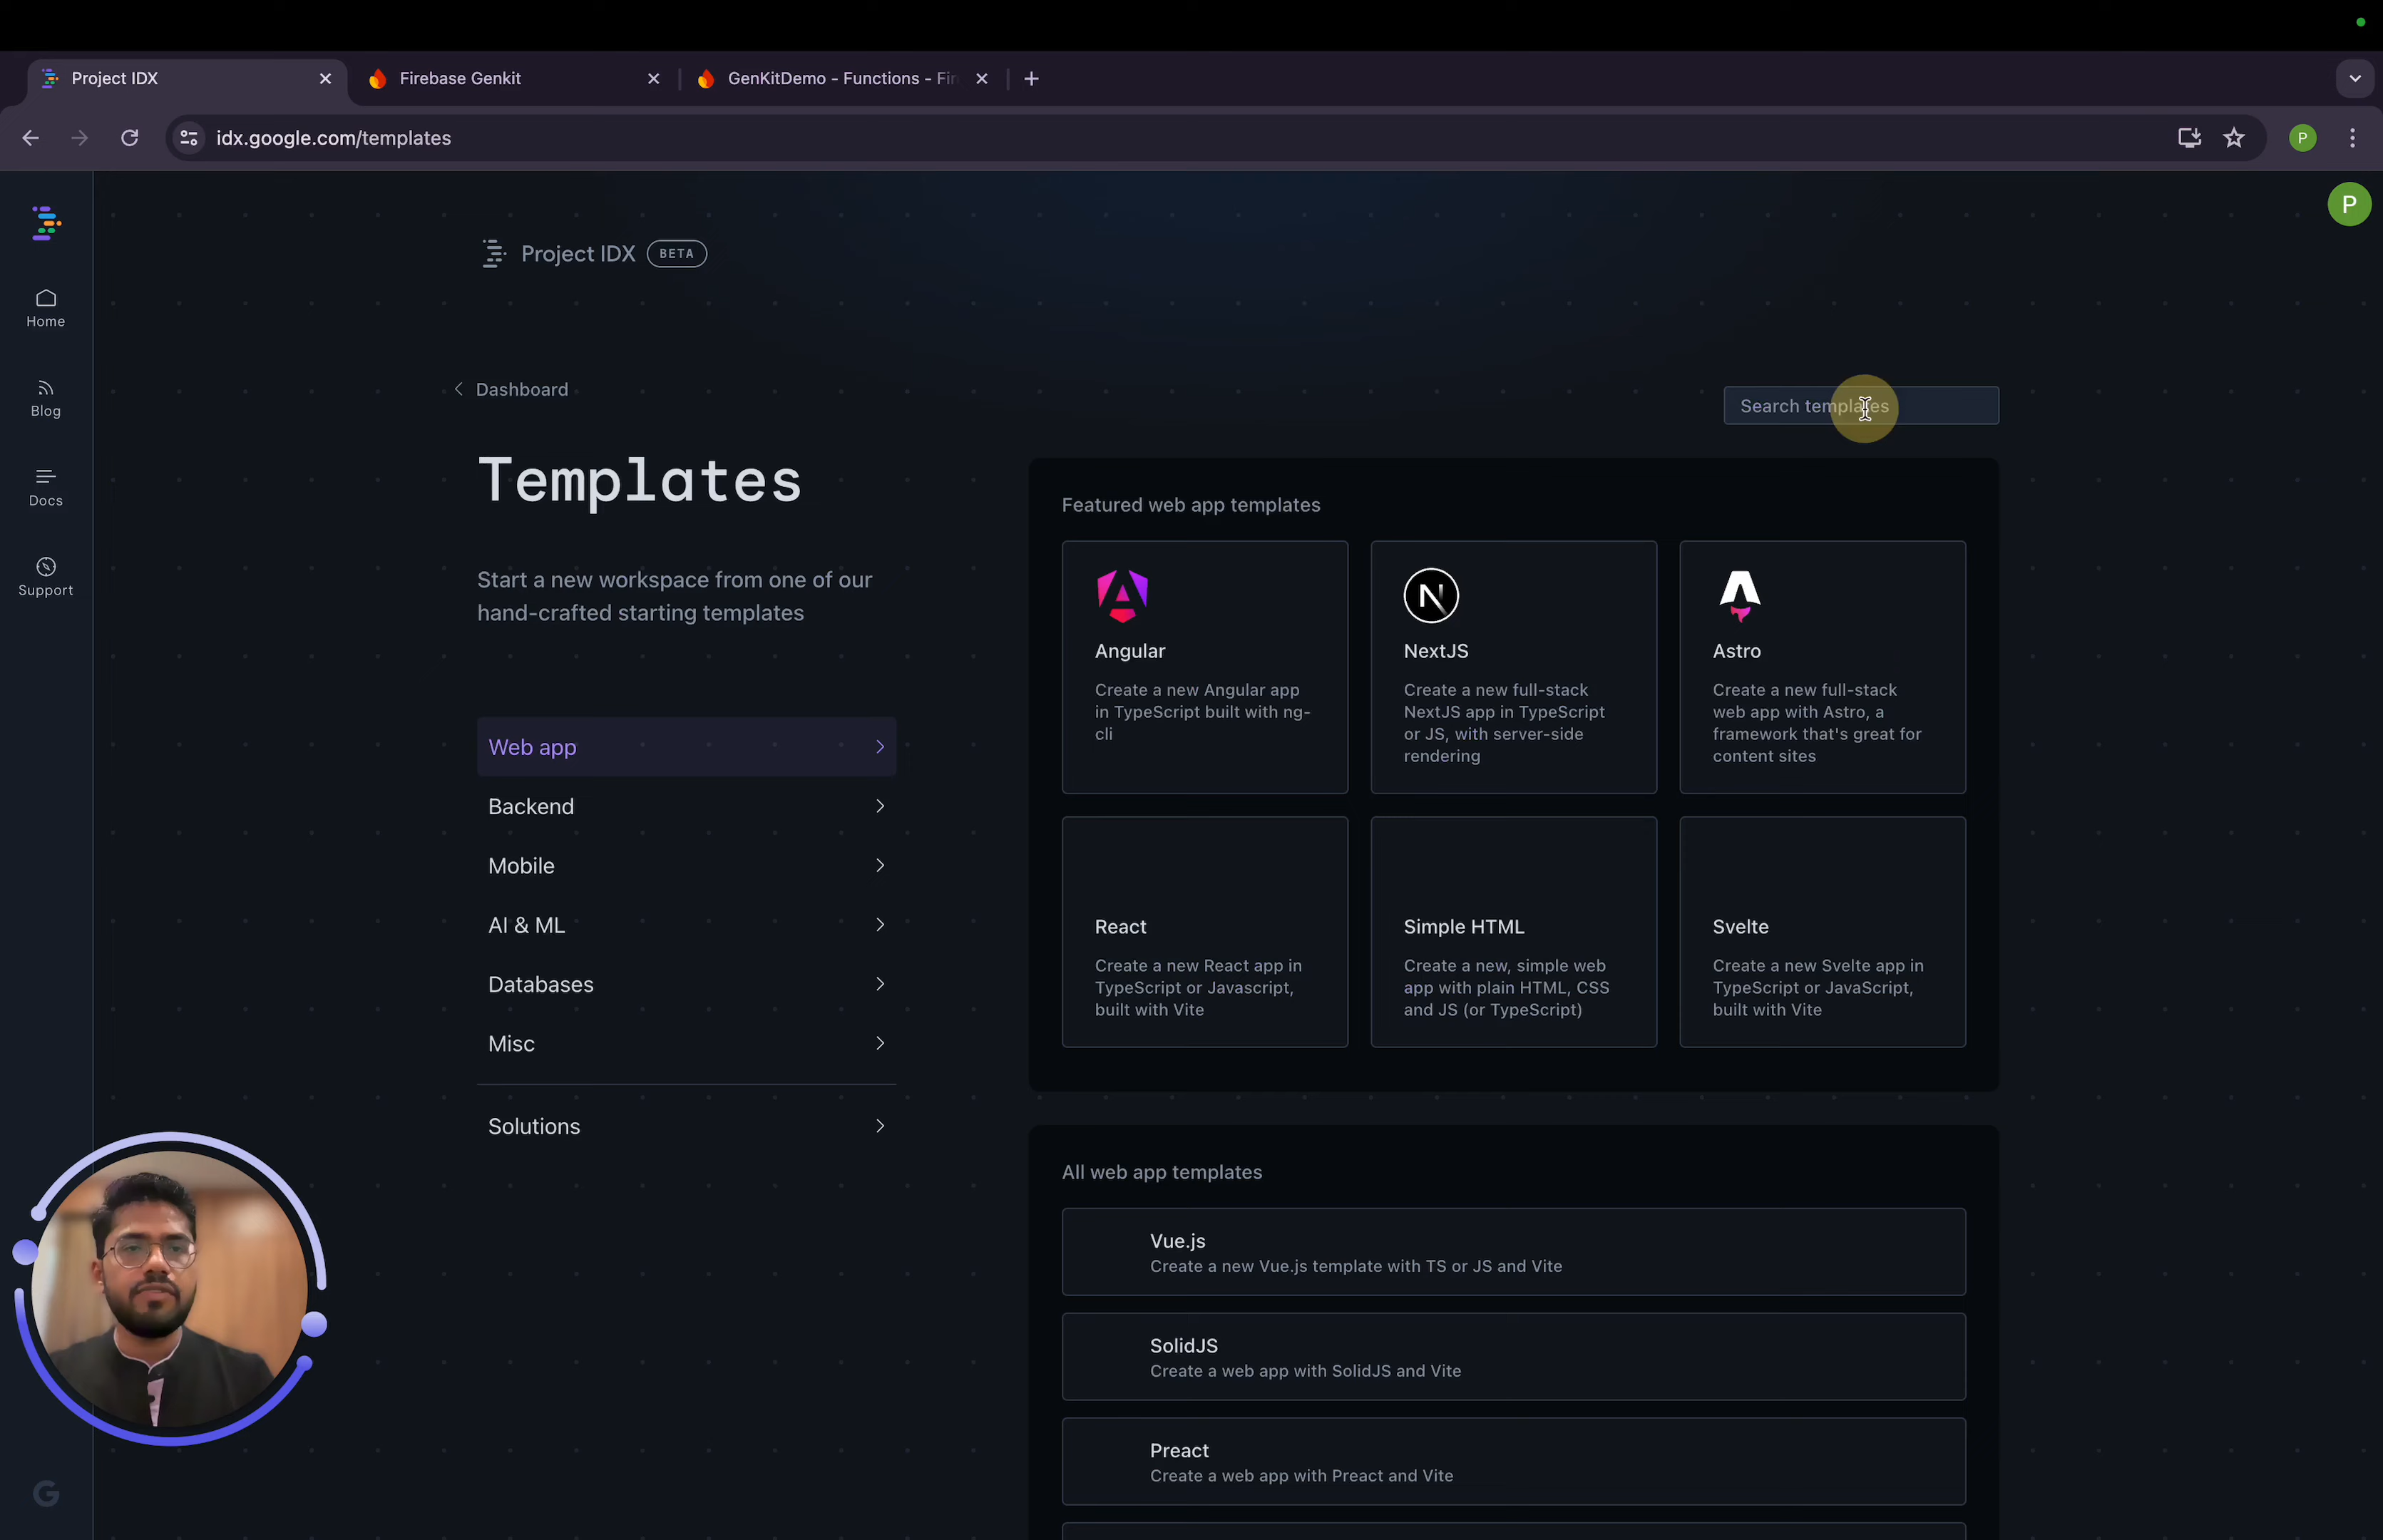 Project IDX
Firebase Genkit
GenKitDemo - Functions - Fir
idx.google.com/templates
P
P
Home
Blog
Docs
Support
Project IDX BETA
Dashboard
Search templates
Templates
Start a new workspace from one of our
hand-crafted starting templates
Web app
Backend
Mobile
AI & ML
Databases
Misc
Solutions
Featured web app templates
Angular
Create a new Angular app
in TypeScript built with ng-
cli
NextJS
Create a new full-stack
NextJS app in TypeScript
or JS, with server-side
rendering
Astro
Create a new full-stack
web app with Astro, a
framework that's great for
content sites
React
Create a new React app in
TypeScript or Javascript,
built with Vite
Simple HTML
Create a new, simple web
app with plain HTML, CSS
and JS (or TypeScript)
Svelte
Create a new Svelte app in
TypeScript or JavaScript,
built with Vite
All web app templates
Vue.js
Create a new Vue.js template with TS or JS and Vite
SolidJS
Create a web app with SolidJS and Vite
Preact
Create a web app with Preact and Vite
G